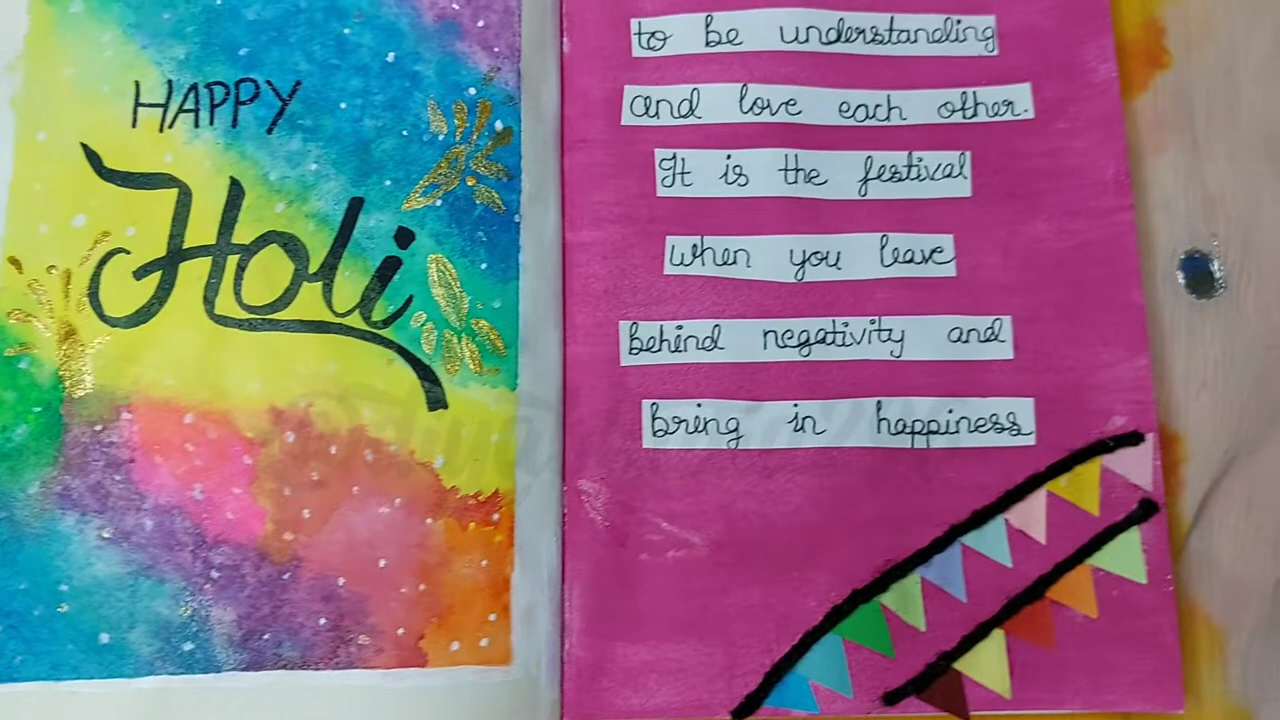 HAPPY
Holi
to be understanding
and love each other.
It is the festival
when you leave
behind negativity and
bring in happiness